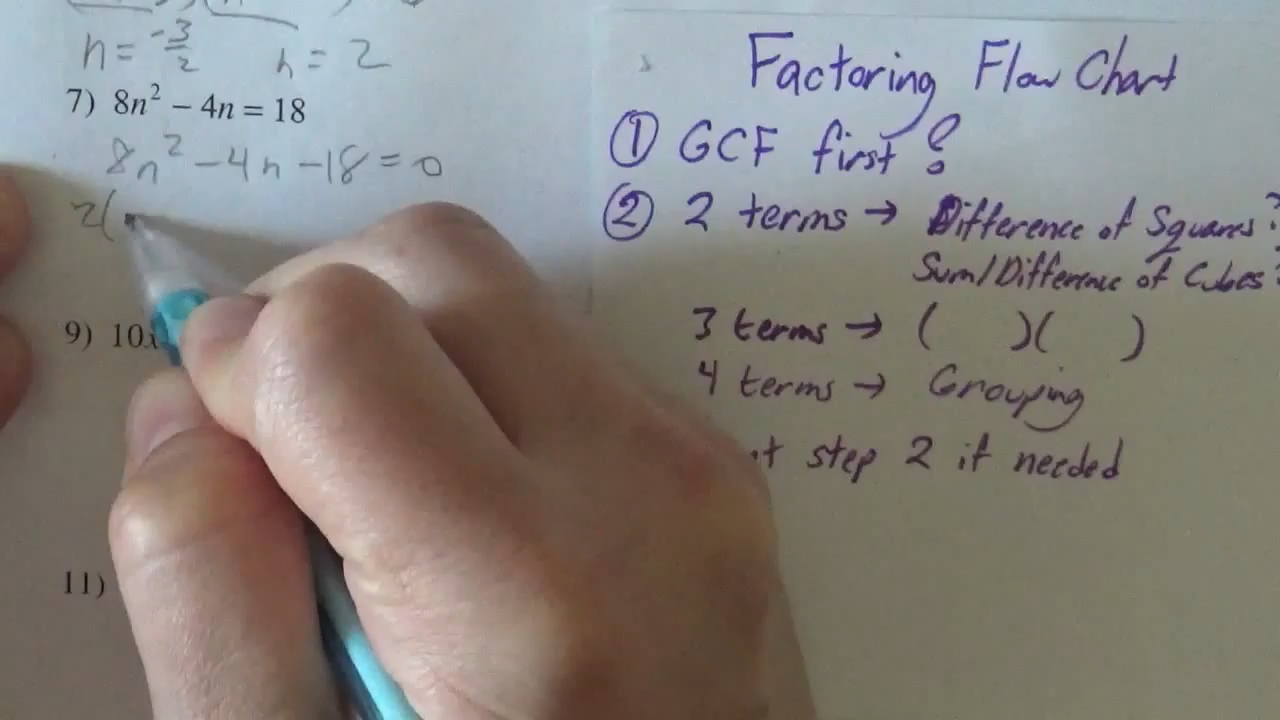 n = -3/2 n = 2
7) 8n² − 4n = 18
8n² - 4n - 18 = 0
2(
9) 10x
11)
Factoring Flow Chart
① GCF first?
② 2 terms → Difference of Squares?
Sum/Difference of Cubes?
3 terms → ( )( )
4 terms → Grouping
step 2 if needed